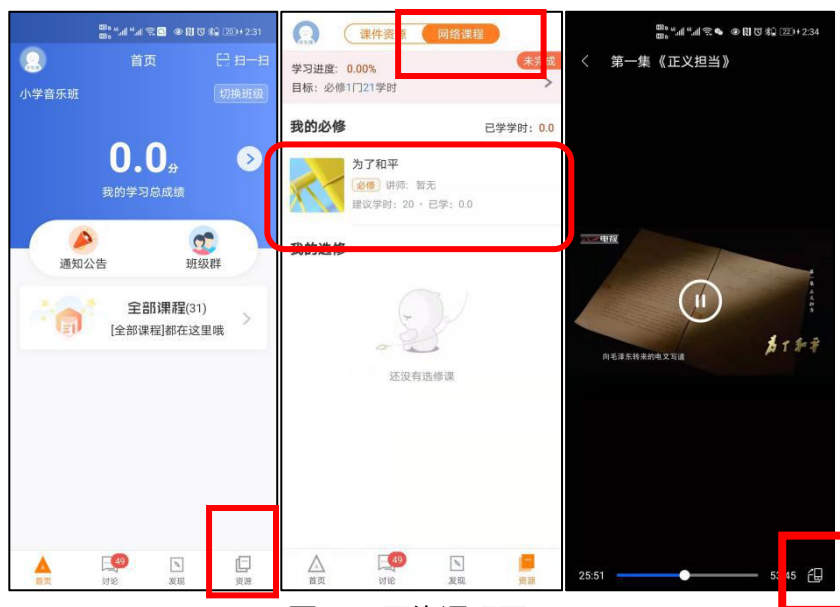 2:31
首页
扫一扫
小学音乐班
切换班级
0.0分
我的学习总成绩
通知公告
班级群
全部课程(31)
[全部课程]都在这里哦
首页
49
讨论
发现
资源
课件资源
网络课程
学习进度: 0.00%
未完成
目标: 必修1门21学时
我的必修
已学学时: 0.0
为了和平
必修 讲师: 暂无
建议学时: 20 · 已学: 0.0
我的选修
还没有选修课
首页
49
讨论
发现
资源
22
2:34
第一集 《正义担当》
电视
为了和平
向毛泽东转来的电文写道
25:51
53:45